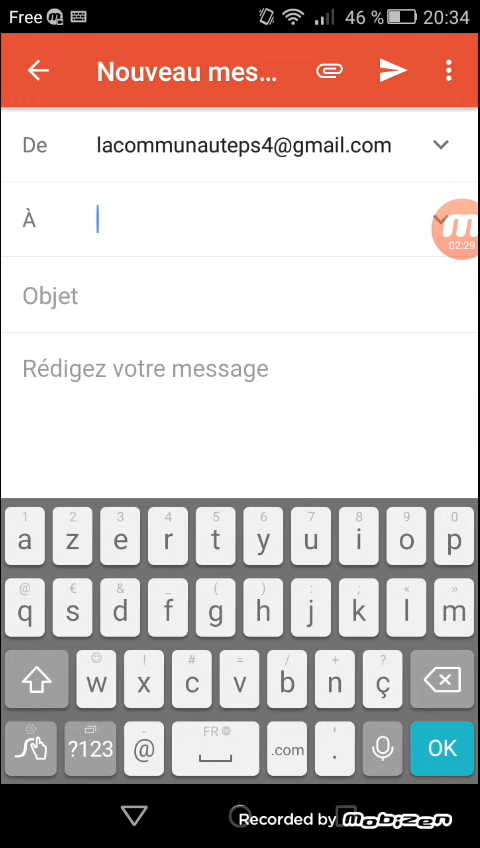 Free 46 % 20:34
Nouveau mes...
De lacommunauteps4@gmail.com
À
02:29
Objet
Rédigez votre message
1 2 3 4 5 6 7 8 9 0
a z e r t y u i o p
@ € & _ ( ) : ; « »
q s d f g h j k l m
! # = / + ?
w x c v b n ç
- FR '
?123 @ .com . OK
Recorded by Mobizen